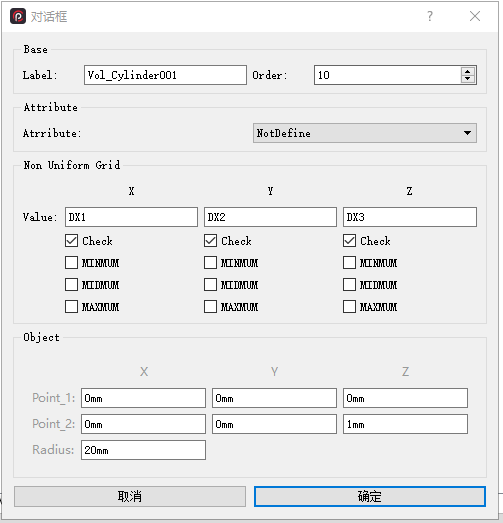 对话框
Base
Label: Vol_Cylinder001 Order: 10
Attribute
Atrribute: NotDefine
Non Uniform Grid
X Y Z
Value: DX1 DX2 DX3
Check Check Check
MINMUM MINMUM MINMUM
MIDMUM MIDMUM MIDMUM
MAXMUM MAXMUM MAXMUM
Object
X Y Z
Point_1: 0mm 0mm 0mm
Point_2: 0mm 0mm 1mm
Radius: 20mm
取消 确定